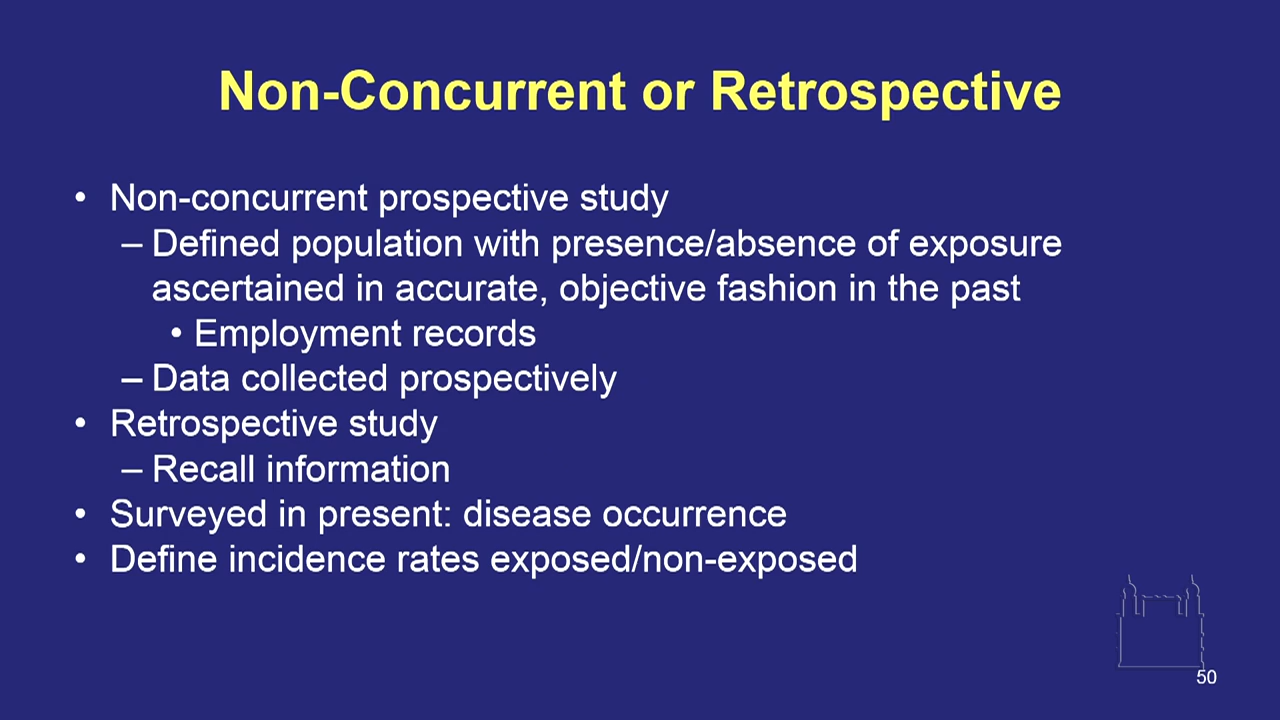 Non-Concurrent or Retrospective
• Non-concurrent prospective study
– Defined population with presence/absence of exposure
ascertained in accurate, objective fashion in the past
• Employment records
– Data collected prospectively
• Retrospective study
– Recall information
• Surveyed in present: disease occurrence
• Define incidence rates exposed/non-exposed
50